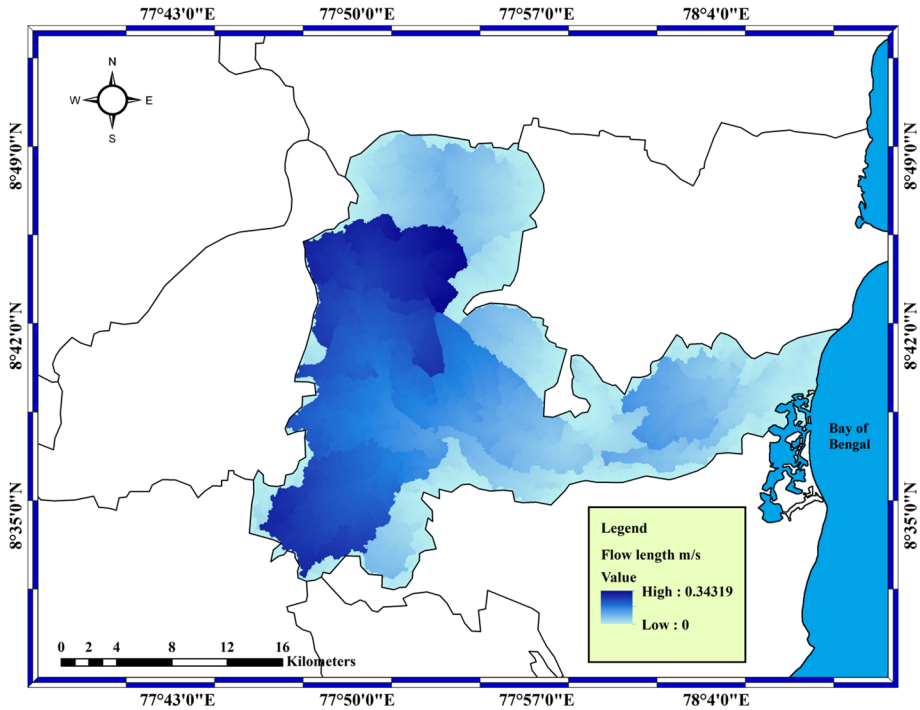 77°43'0"E 77°50'0"E 77°57'0"E 78°4'0"E
N
W E
S
8°49'0"N 8°49'0"N
8°42'0"N 8°42'0"N
Bay of
Bengal
8°35'0"N 8°35'0"N
Legend
Flow length m/s
Value
High : 0.34319
Low : 0
0 2 4 8 12 16
Kilometers
77°43'0"E 77°50'0"E 77°57'0"E 78°4'0"E